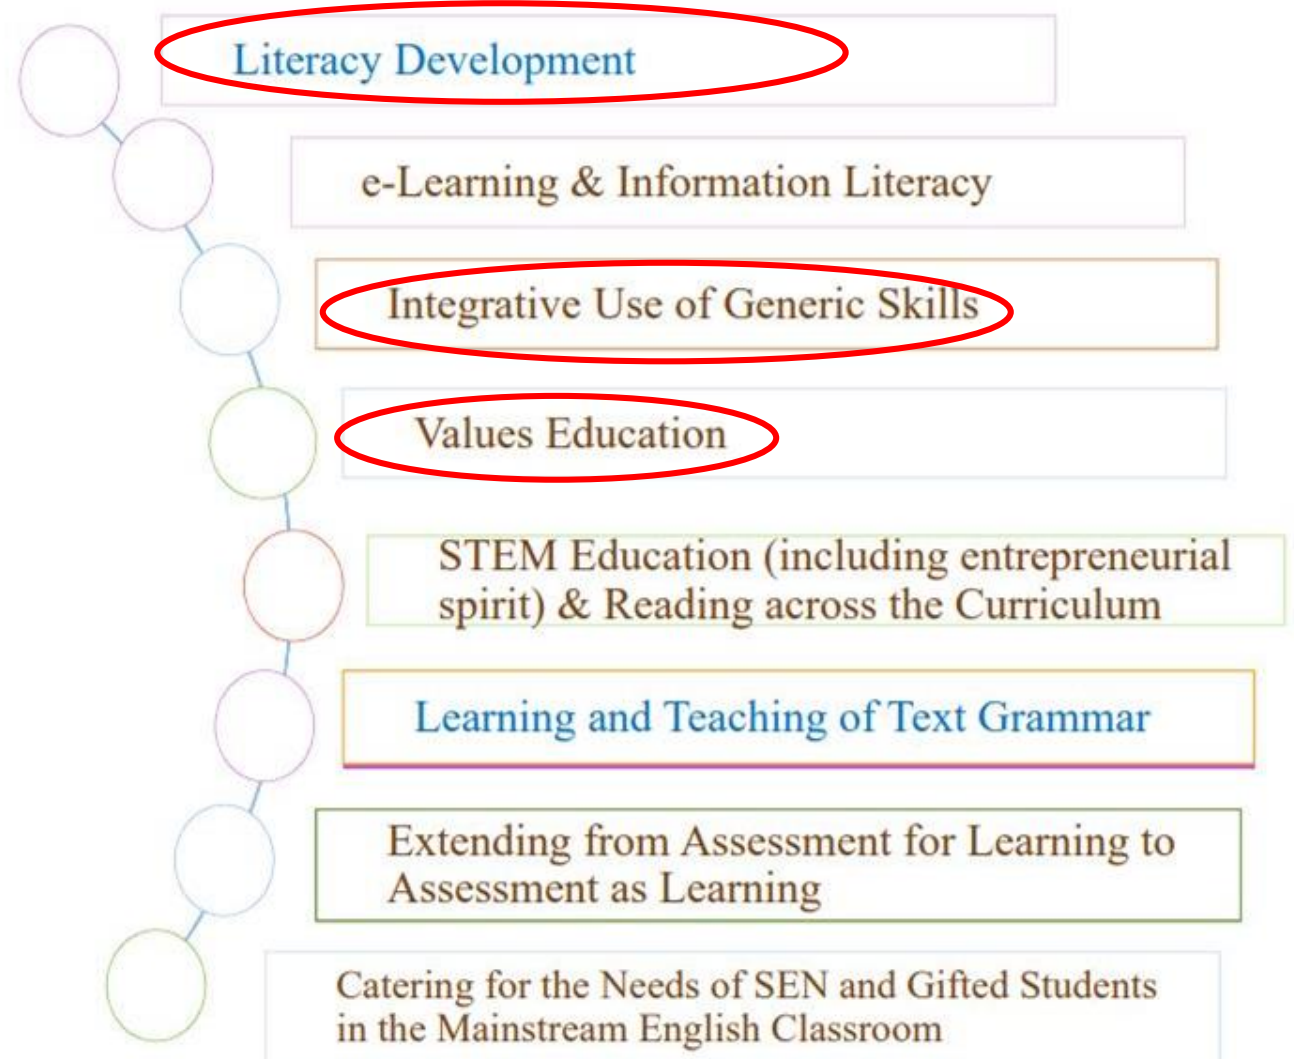 Literacy Development
e-Learning & Information Literacy
Integrative Use of Generic Skills
Values Education
STEM Education (including entrepreneurial
spirit) & Reading across the Curriculum
Learning and Teaching of Text Grammar
Extending from Assessment for Learning to
Assessment as Learning
Catering for the Needs of SEN and Gifted Students
in the Mainstream English Classroom